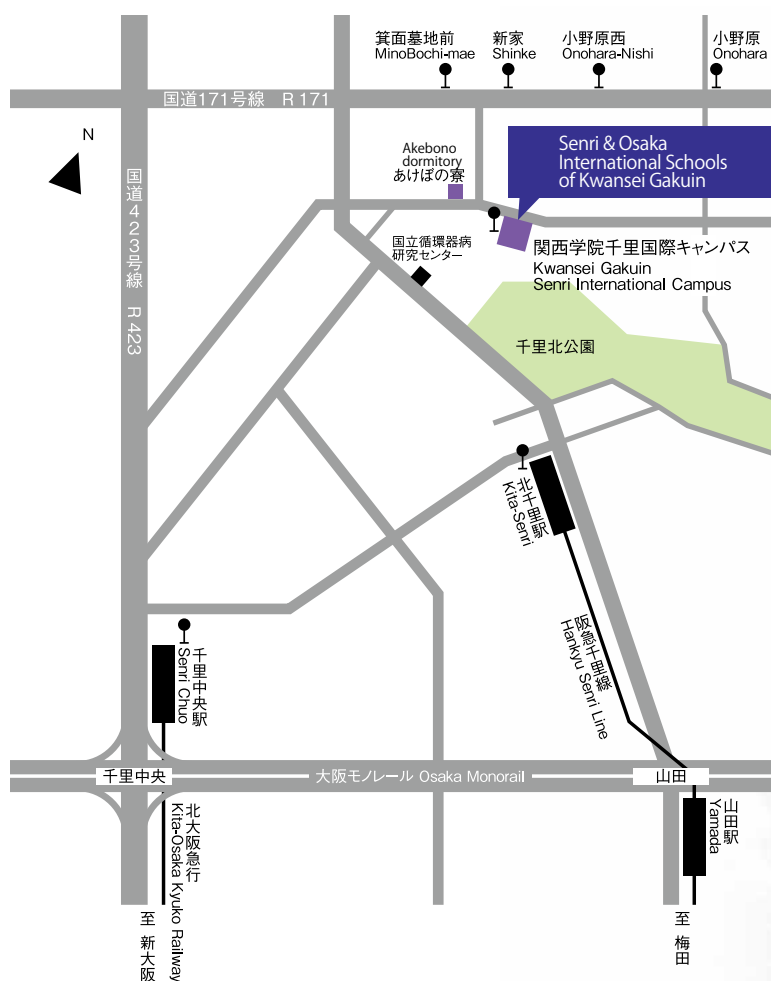 箕面墓地前
MinoBochi-mae
新家
Shinke
小野原西
Onohara-Nishi
小野原
Onohara
国道171号線 R 171
N
国道423号線 R 423
Akebono
dormitory
あけぼの寮
Senri & Osaka
International Schools
of Kwansei Gakuin
国立循環器病
研究センター
関西学院千里国際キャンパス
Kwansei Gakuin
Senri International Campus
千里北公園
北千里駅
Kita-Senri
阪急千里線
Hankyu Senri Line
千里中央駅
Senri Chuo
千里中央
大阪モノレール Osaka Monorail
山田
北大阪急行
Kita-Osaka Kyuko Railway
山田駅
Yamada
至 新大阪
至 梅田